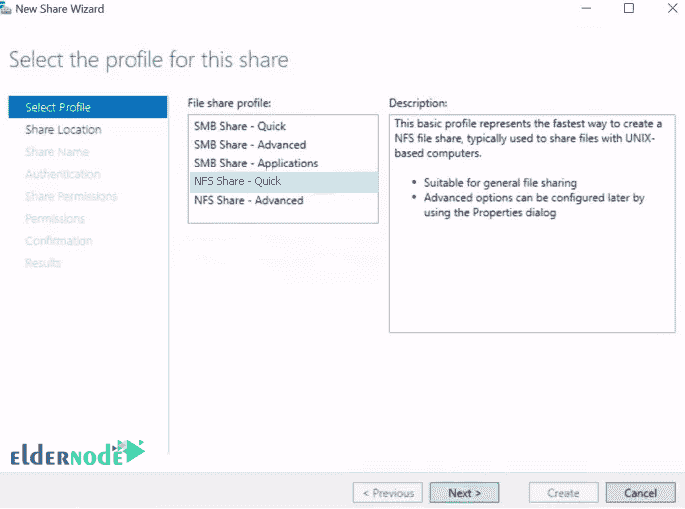 New Share Wizard
Select the profile for this share
Select Profile
Share Location
Share Name
Authentication
Share Permissions
Permissions
Confirmation
Results
File share profile:
SMB Share - Quick
SMB Share - Advanced
SMB Share - Applications
NFS Share - Quick
NFS Share - Advanced
Description:
This basic profile represents the fastest way to create a
NFS file share, typically used to share files with UNIX-
based computers.
• Suitable for general file sharing
• Advanced options can be configured later by
using the Properties dialog
elderNode
< Previous
Next >
Create
Cancel